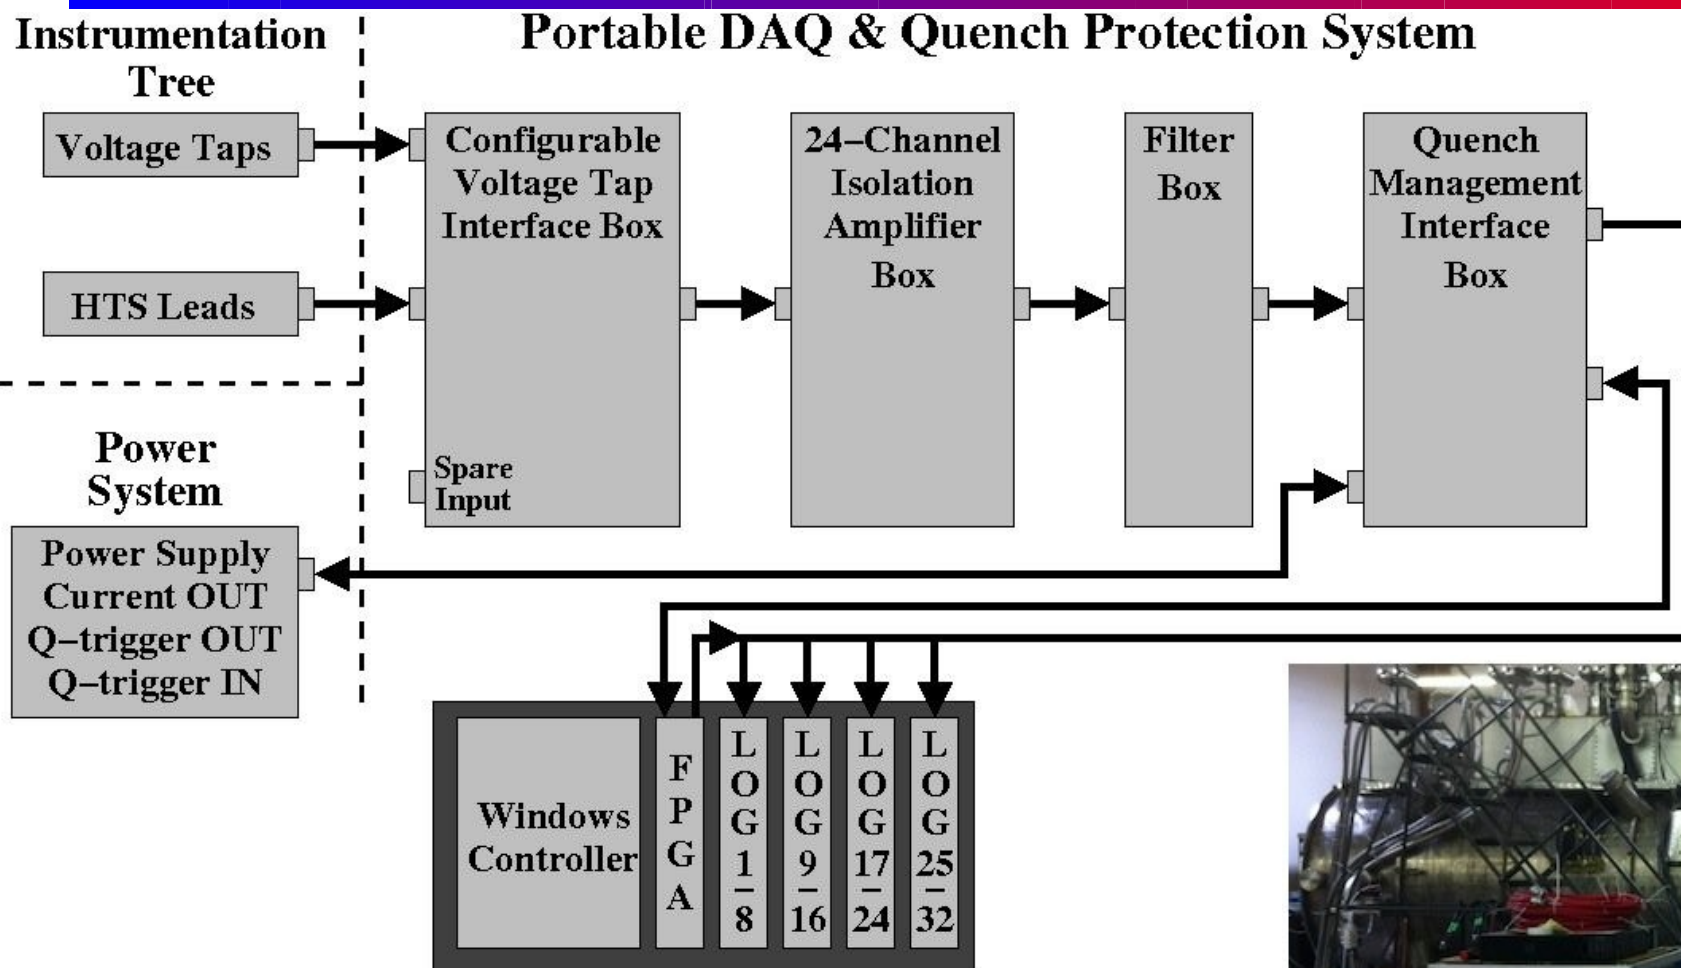 Instrumentation
Tree
Portable DAQ & Quench Protection System
Voltage Taps
HTS Leads
Configurable
Voltage Tap
Interface Box
Spare
Input
24−Channel
Isolation
Amplifier
Box
Filter
Box
Quench
Management
Interface
Box
Power
System
Power Supply
Current OUT
Q−trigger OUT
Q−trigger IN
Windows
Controller
F
P
G
A
L
O
G
1
–
8
L
O
G
9
–
16
L
O
G
17
–
24
L
O
G
25
–
32